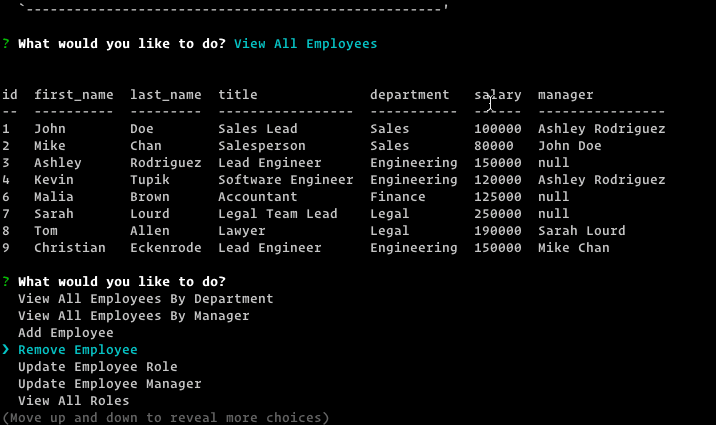 `----------------------------------------------------'
? What would you like to do? View All Employees
id  first_name  last_name  title              department   salary  manager
--  ----------  ---------  -----------------  -----------  ------  ----------------
1   John        Doe        Sales Lead         Sales        100000  Ashley Rodriguez
2   Mike        Chan       Salesperson        Sales        80000   John Doe
3   Ashley      Rodriguez  Lead Engineer      Engineering  150000  null
4   Kevin       Tupik      Software Engineer  Engineering  120000  Ashley Rodriguez
6   Malia       Brown      Accountant         Finance      125000  null
7   Sarah       Lourd      Legal Team Lead    Legal        250000  null
8   Tom         Allen      Lawyer             Legal        190000  Sarah Lourd
9   Christian   Eckenrode  Lead Engineer      Engineering  150000  Mike Chan
? What would you like to do?
View All Employees By Department
View All Employees By Manager
Add Employee
❯ Remove Employee
Update Employee Role
Update Employee Manager
View All Roles
(Move up and down to reveal more choices)